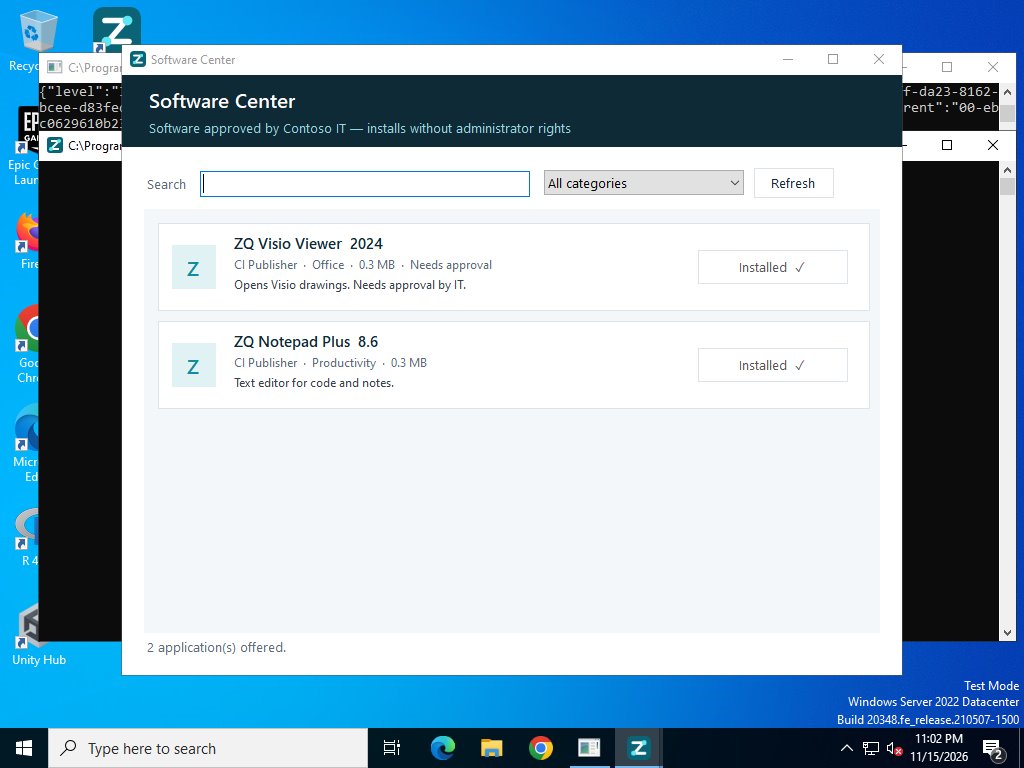 Software Center
C:\Progra
Software Center
Software approved by Contoso IT — installs without administrator rights
{"level":"
f-da23-8162-
bcee-d83fe
rent":"00-eb
c0629610b2
C:\Progra
Search
All categories
Refresh
Z
ZQ Visio Viewer 2024
CI Publisher · Office · 0.3 MB · Needs approval
Opens Visio drawings. Needs approval by IT.
Installed ✓
Z
ZQ Notepad Plus 8.6
CI Publisher · Productivity · 0.3 MB
Text editor for code and notes.
Installed ✓
2 application(s) offered.
Recyc
Epic G
Laun
Fire
Goo
Chr
Micr
Ed
R 4
Unity Hub
Test Mode
Windows Server 2022 Datacenter
Build 20348.fe_release.210507-1500
Type here to search
11:02 PM
11/15/2026
2